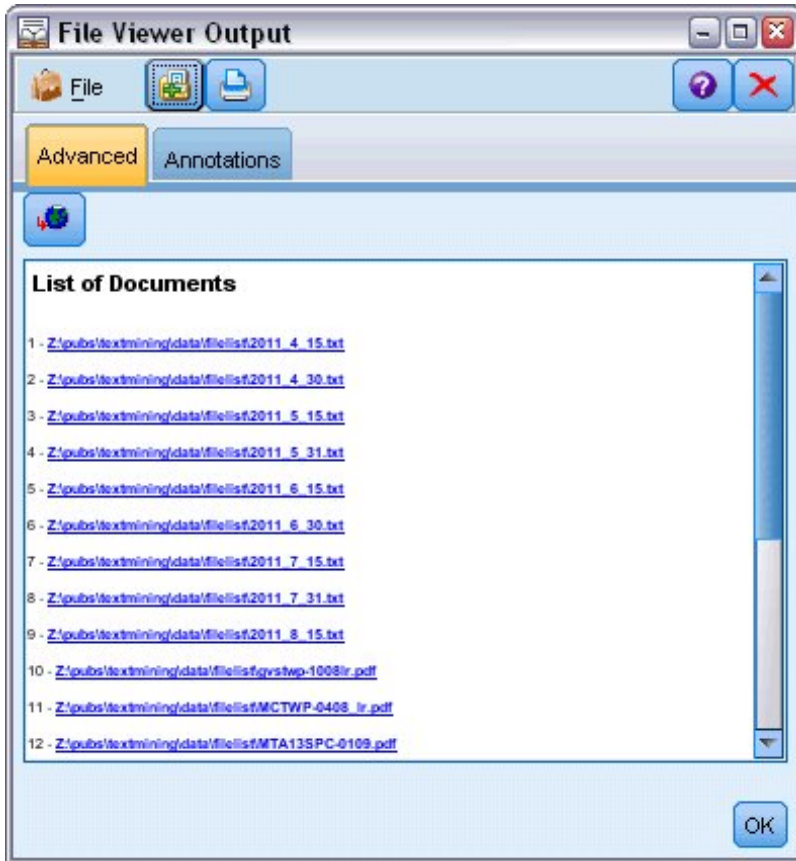 File Viewer Output
File
Advanced Annotations
List of Documents
1 - Z:\pubs\textmining\data\filelist\2011_4_15.txt
2 - Z:\pubs\textmining\data\filelist\2011_4_30.txt
3 - Z:\pubs\textmining\data\filelist\2011_5_15.txt
4 - Z:\pubs\textmining\data\filelist\2011_5_31.txt
5 - Z:\pubs\textmining\data\filelist\2011_6_15.txt
6 - Z:\pubs\textmining\data\filelist\2011_6_30.txt
7 - Z:\pubs\textmining\data\filelist\2011_7_15.txt
8 - Z:\pubs\textmining\data\filelist\2011_7_31.txt
9 - Z:\pubs\textmining\data\filelist\2011_8_15.txt
10 - Z:\pubs\textmining\data\filelist\gvstwp-1008lr.pdf
11 - Z:\pubs\textmining\data\filelist\MCTWP-0408_lr.pdf
12 - Z:\pubs\textmining\data\filelist\MTA13SPC-0109.pdf
OK